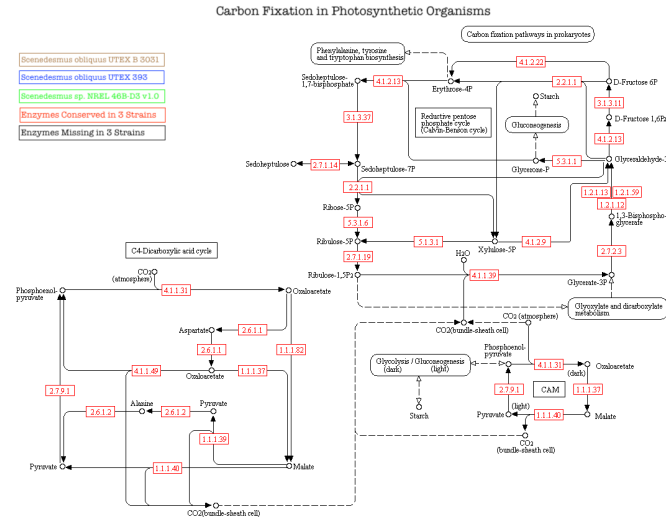 Carbon Fixation in Photosynthetic Organisms
Scenedesmus obliquus UTEX B 3031
Scenedesmus obliquus UTEX 393
Scenedesmus sp. NREL 46B-D3 v1.0
Enzymes Conserved in 3 Strains
Enzymes Missing in 3 Strains
Carbon fixation pathways in prokaryotes
Phenylalanine, tyrosine
and tryptophan biosynthesis
4.1.2.22
Sedoheptulose-
1,7-bisphosphate
4.1.2.13
Erythrose-4P
2.2.1.1
D-Fructose 6P
Starch
3.1.3.11
3.1.3.37
Reductive pentose
phosphate cycle
(Calvin-Benson cycle)
Gluconeogenesis
D-Fructose 1,6P2
4.1.2.13
Sedoheptulose
2.7.1.14
Sedoheptulose-7P
Glycerone-P
5.3.1.1
Glyceraldehyde-3
2.2.1.1
1.2.1.13
1.2.1.59
1.2.1.12
Ribose-5P
1,3-Bisphospho-
glycerate
5.3.1.6
Ribulose-5P
5.1.3.1
Xylulose-5P
4.1.2.9
C4-Dicarboxylic acid cycle
2.7.1.19
H2O
2.7.2.3
CO2
(atmosphere)
Ribulose-1,5P2
4.1.1.39
Glycerate-3P
Phosphoenol-
pyruvate
4.1.1.31
Oxaloacetate
Glyoxylate and dicarboxylate
metabolism
CO2 (atmosphere)
CO2(bundle-sheath cell)
Aspartate
2.6.1.1
2.6.1.1
1.1.1.82
Phosphoenol-
pyruvate
Glycolysis / Gluconeogenesis
(dark) (light)
4.1.1.31
Oxaloacetate
(dark)
4.1.1.49
Oxaloacetate
1.1.1.37
2.7.9.1
CAM
1.1.1.37
2.7.9.1
Alanine
2.6.1.2
2.6.1.2
Pyruvate
Starch
(light)
Pyruvate
1.1.1.40
Malate
1.1.1.39
CO2
(bundle-sheath cell)
Pyruvate
1.1.1.40
Malate
CO2(bundle-sheath cell)